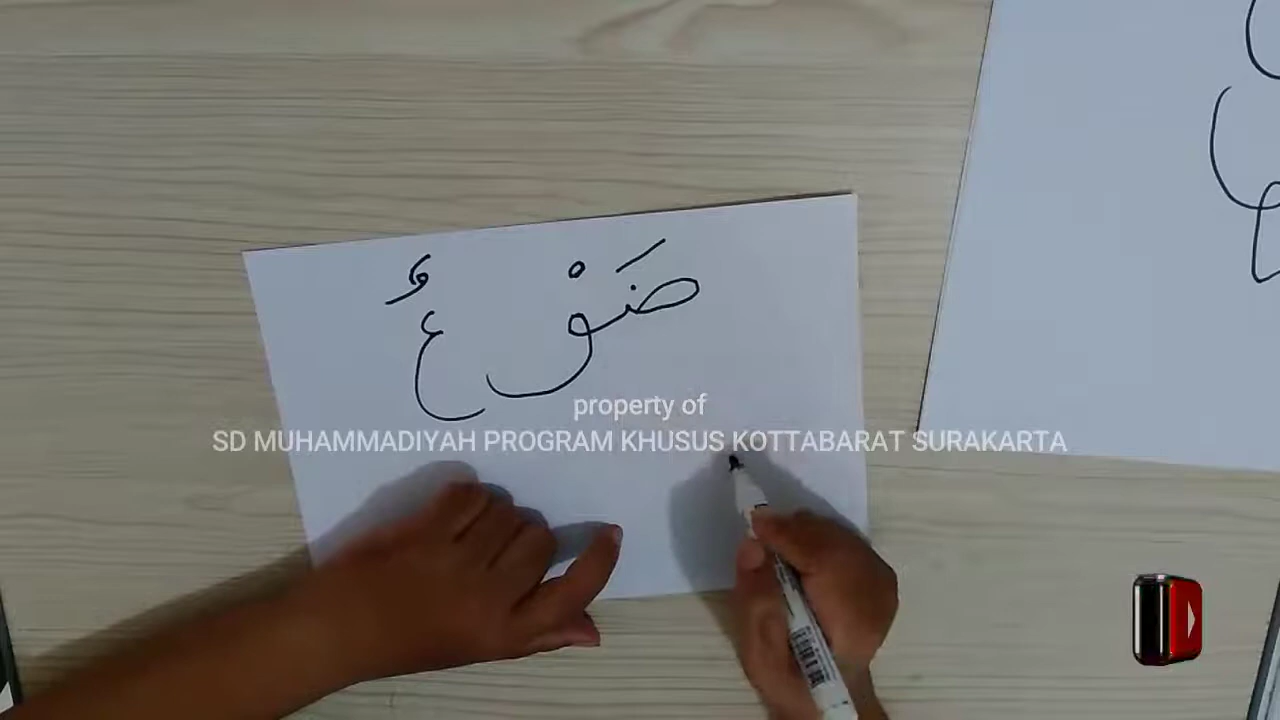 ضَوْ عٌ
property of
SD MUHAMMADIYAH PROGRAM KHUSUS KOTTABARAT SURAKARTA